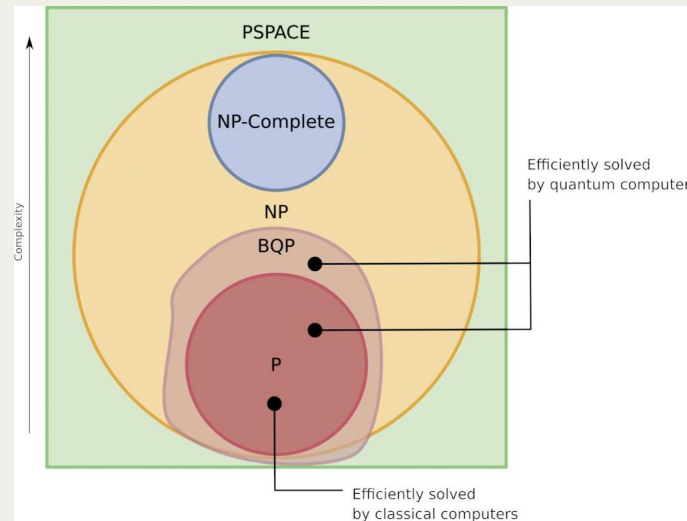 PSPACE
NP-Complete
Efficiently solved
by quantum computer
Complexity
NP
BQP
P
Efficiently solved
by classical computers